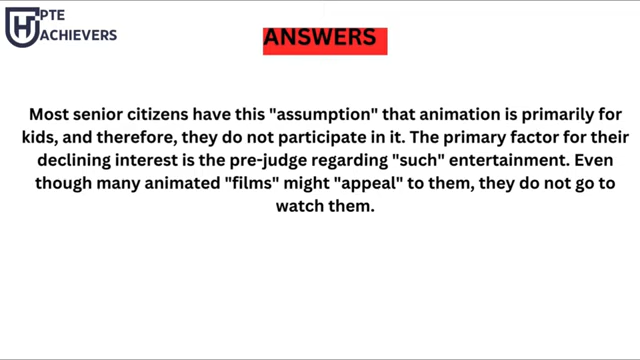 PTE
ACHIEVERS
ANSWERS
Most senior citizens have this "assumption" that animation is primarily for
kids, and therefore, they do not participate in it. The primary factor for their
declining interest is the pre-judge regarding "such" entertainment. Even
though many animated "films" might "appeal" to them, they do not go to
watch them.